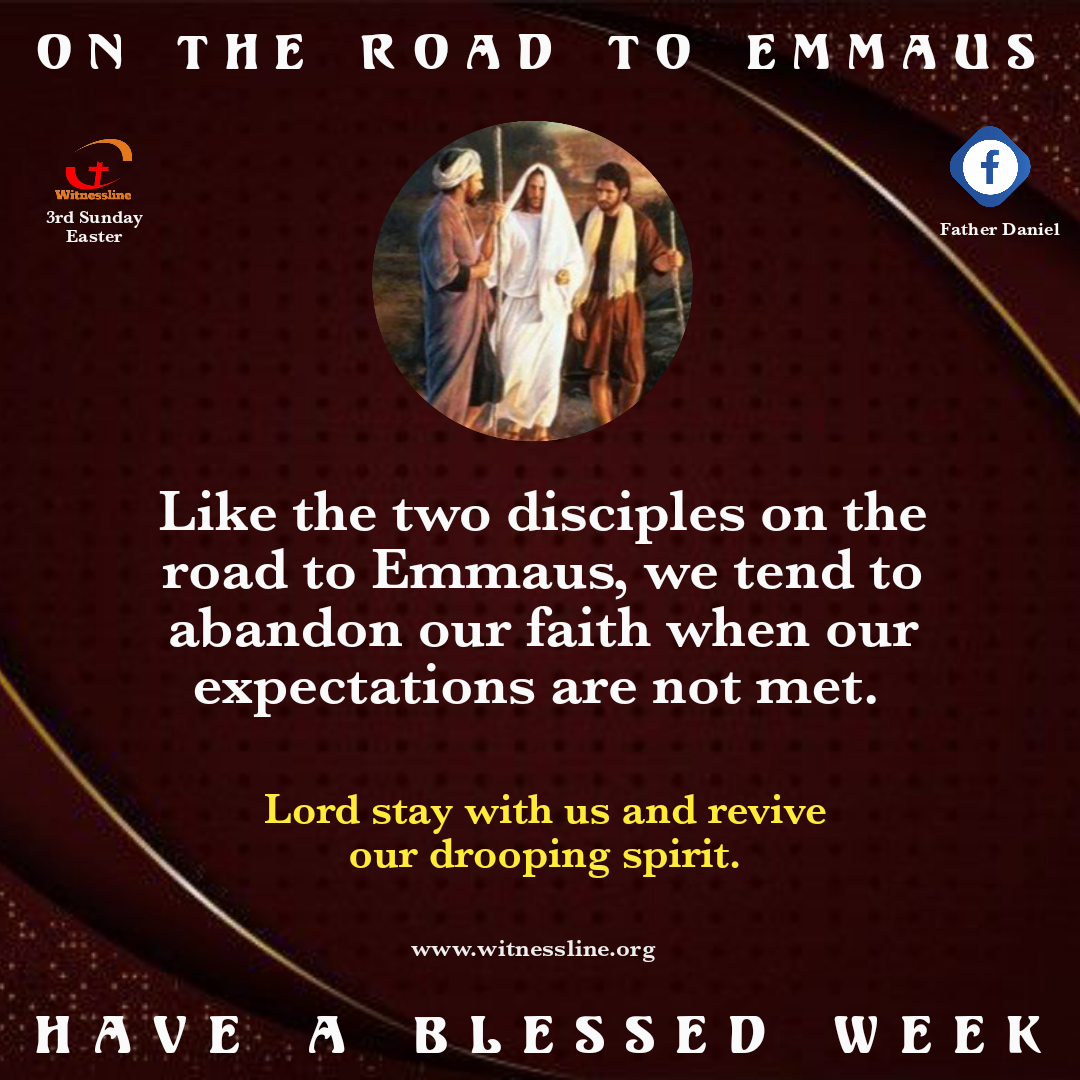 ON THE ROAD TO EMMAUS
Witnessline
3rd Sunday
Easter
f
Father Daniel
Like the two disciples on the
road to Emmaus, we tend to
abandon our faith when our
expectations are not met.
Lord stay with us and revive
our drooping spirit.
www.witnessline.org
HAVE A BLESSED WEEK